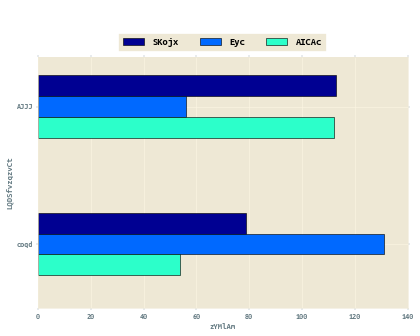 SKojx Eyc AICAc
AJJJ
coqd
LQOSfvzqzvCt
0 20 40 60 80 100 120 140
zYMlAn